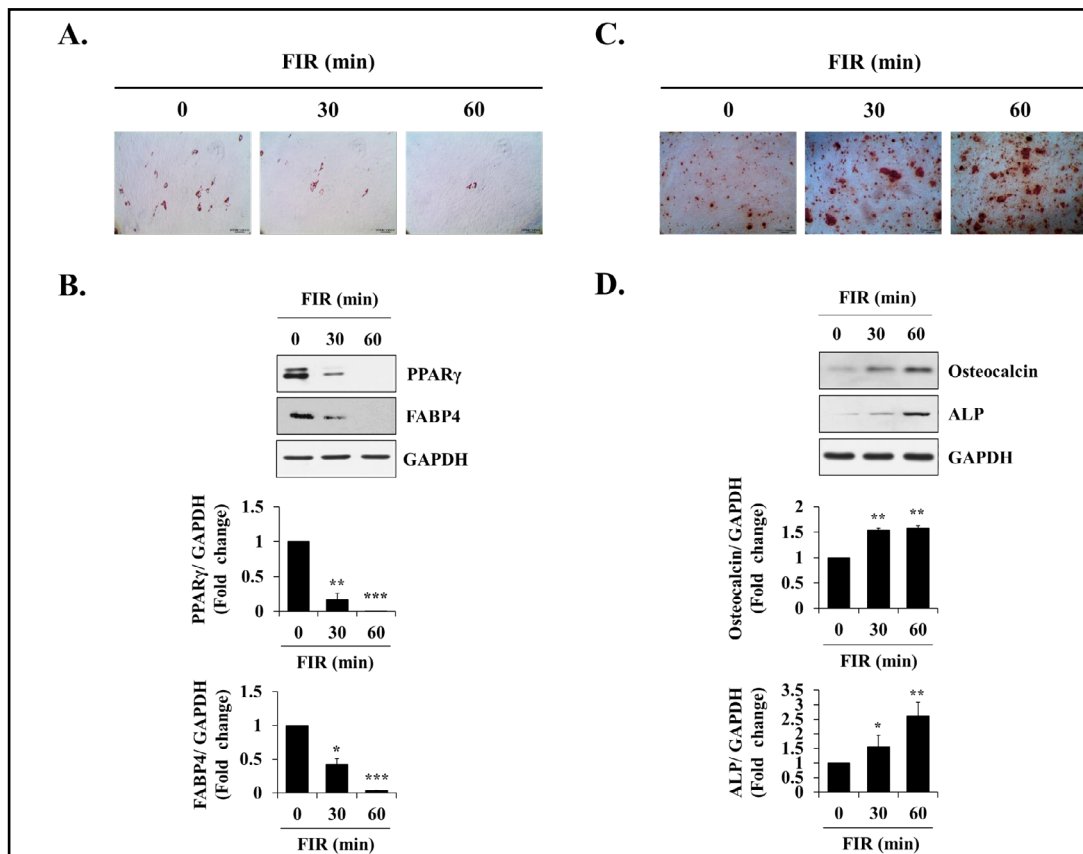 A.
FIR (min)
0 30 60
B.
FIR (min)
0 30 60
PPARγ
FABP4
GAPDH
PPARγ/ GAPDH
(Fold change)
1.5
1
0.5
0
** ***
0 30 60
FIR (min)
FABP4/ GAPDH
(Fold change)
1.5
1
0.5
0
* ***
0 30 60
FIR (min)
C.
FIR (min)
0 30 60
D.
FIR (min)
0 30 60
Osteocalcin
ALP
GAPDH
Osteocalcin/ GAPDH
(Fold change)
2
1.5
1
0.5
0
** **
0 30 60
FIR (min)
ALP/ GAPDH
(Fold change)
3.5
3
2.5
2
1.5
1
0.5
0
* **
0 30 60
FIR (min)